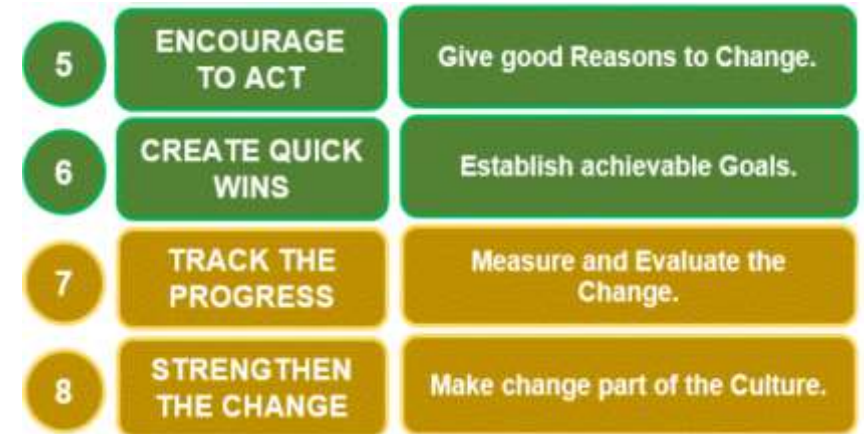 5
ENCOURAGE
TO ACT
Give good Reasons to Change.
6
CREATE QUICK
WINS
Establish achievable Goals.
7
TRACK THE
PROGRESS
Measure and Evaluate the
Change.
8
STRENGTHEN
THE CHANGE
Make change part of the Culture.